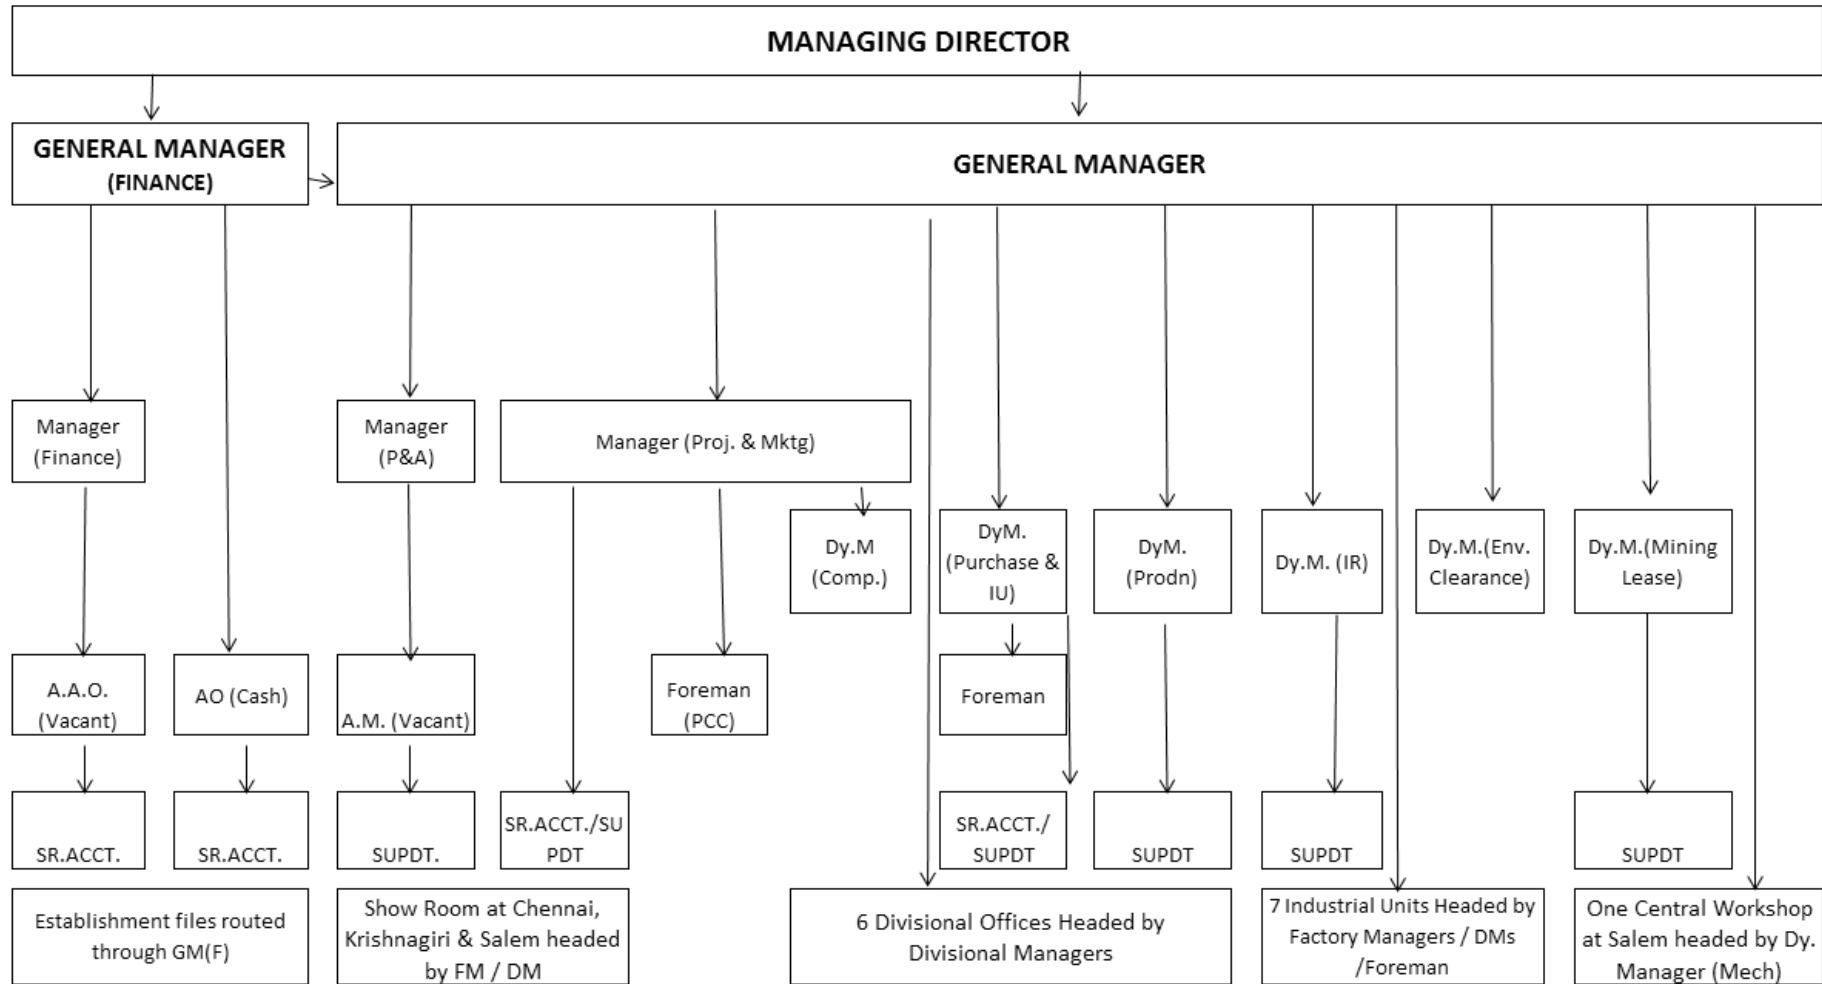 MANAGING DIRECTOR
GENERAL MANAGER
(FINANCE)
GENERAL MANAGER
Manager
(Finance)
Manager
(P&A)
Manager (Proj. & Mktg)
Dy.M
(Comp.)
DyM.
(Purchase &
IU)
DyM.
(Prodn)
Dy.M. (IR)
Dy.M.(Env.
Clearance)
Dy.M.(Mining
Lease)
A.A.O.
(Vacant)
AO (Cash)
A.M. (Vacant)
Foreman
(PCC)
Foreman
SR.ACCT.
SR.ACCT.
SUPDT.
SR.ACCT./SU
PDT
SR.ACCT./
SUPDT
SUPDT
SUPDT
SUPDT
Establishment files routed
through GM(F)
Show Room at Chennai,
Krishnagiri & Salem headed
by FM / DM
6 Divisional Offices Headed by
Divisional Managers
7 Industrial Units Headed by
Factory Managers / DMs
/Foreman
One Central Workshop
at Salem headed by Dy.
Manager (Mech)